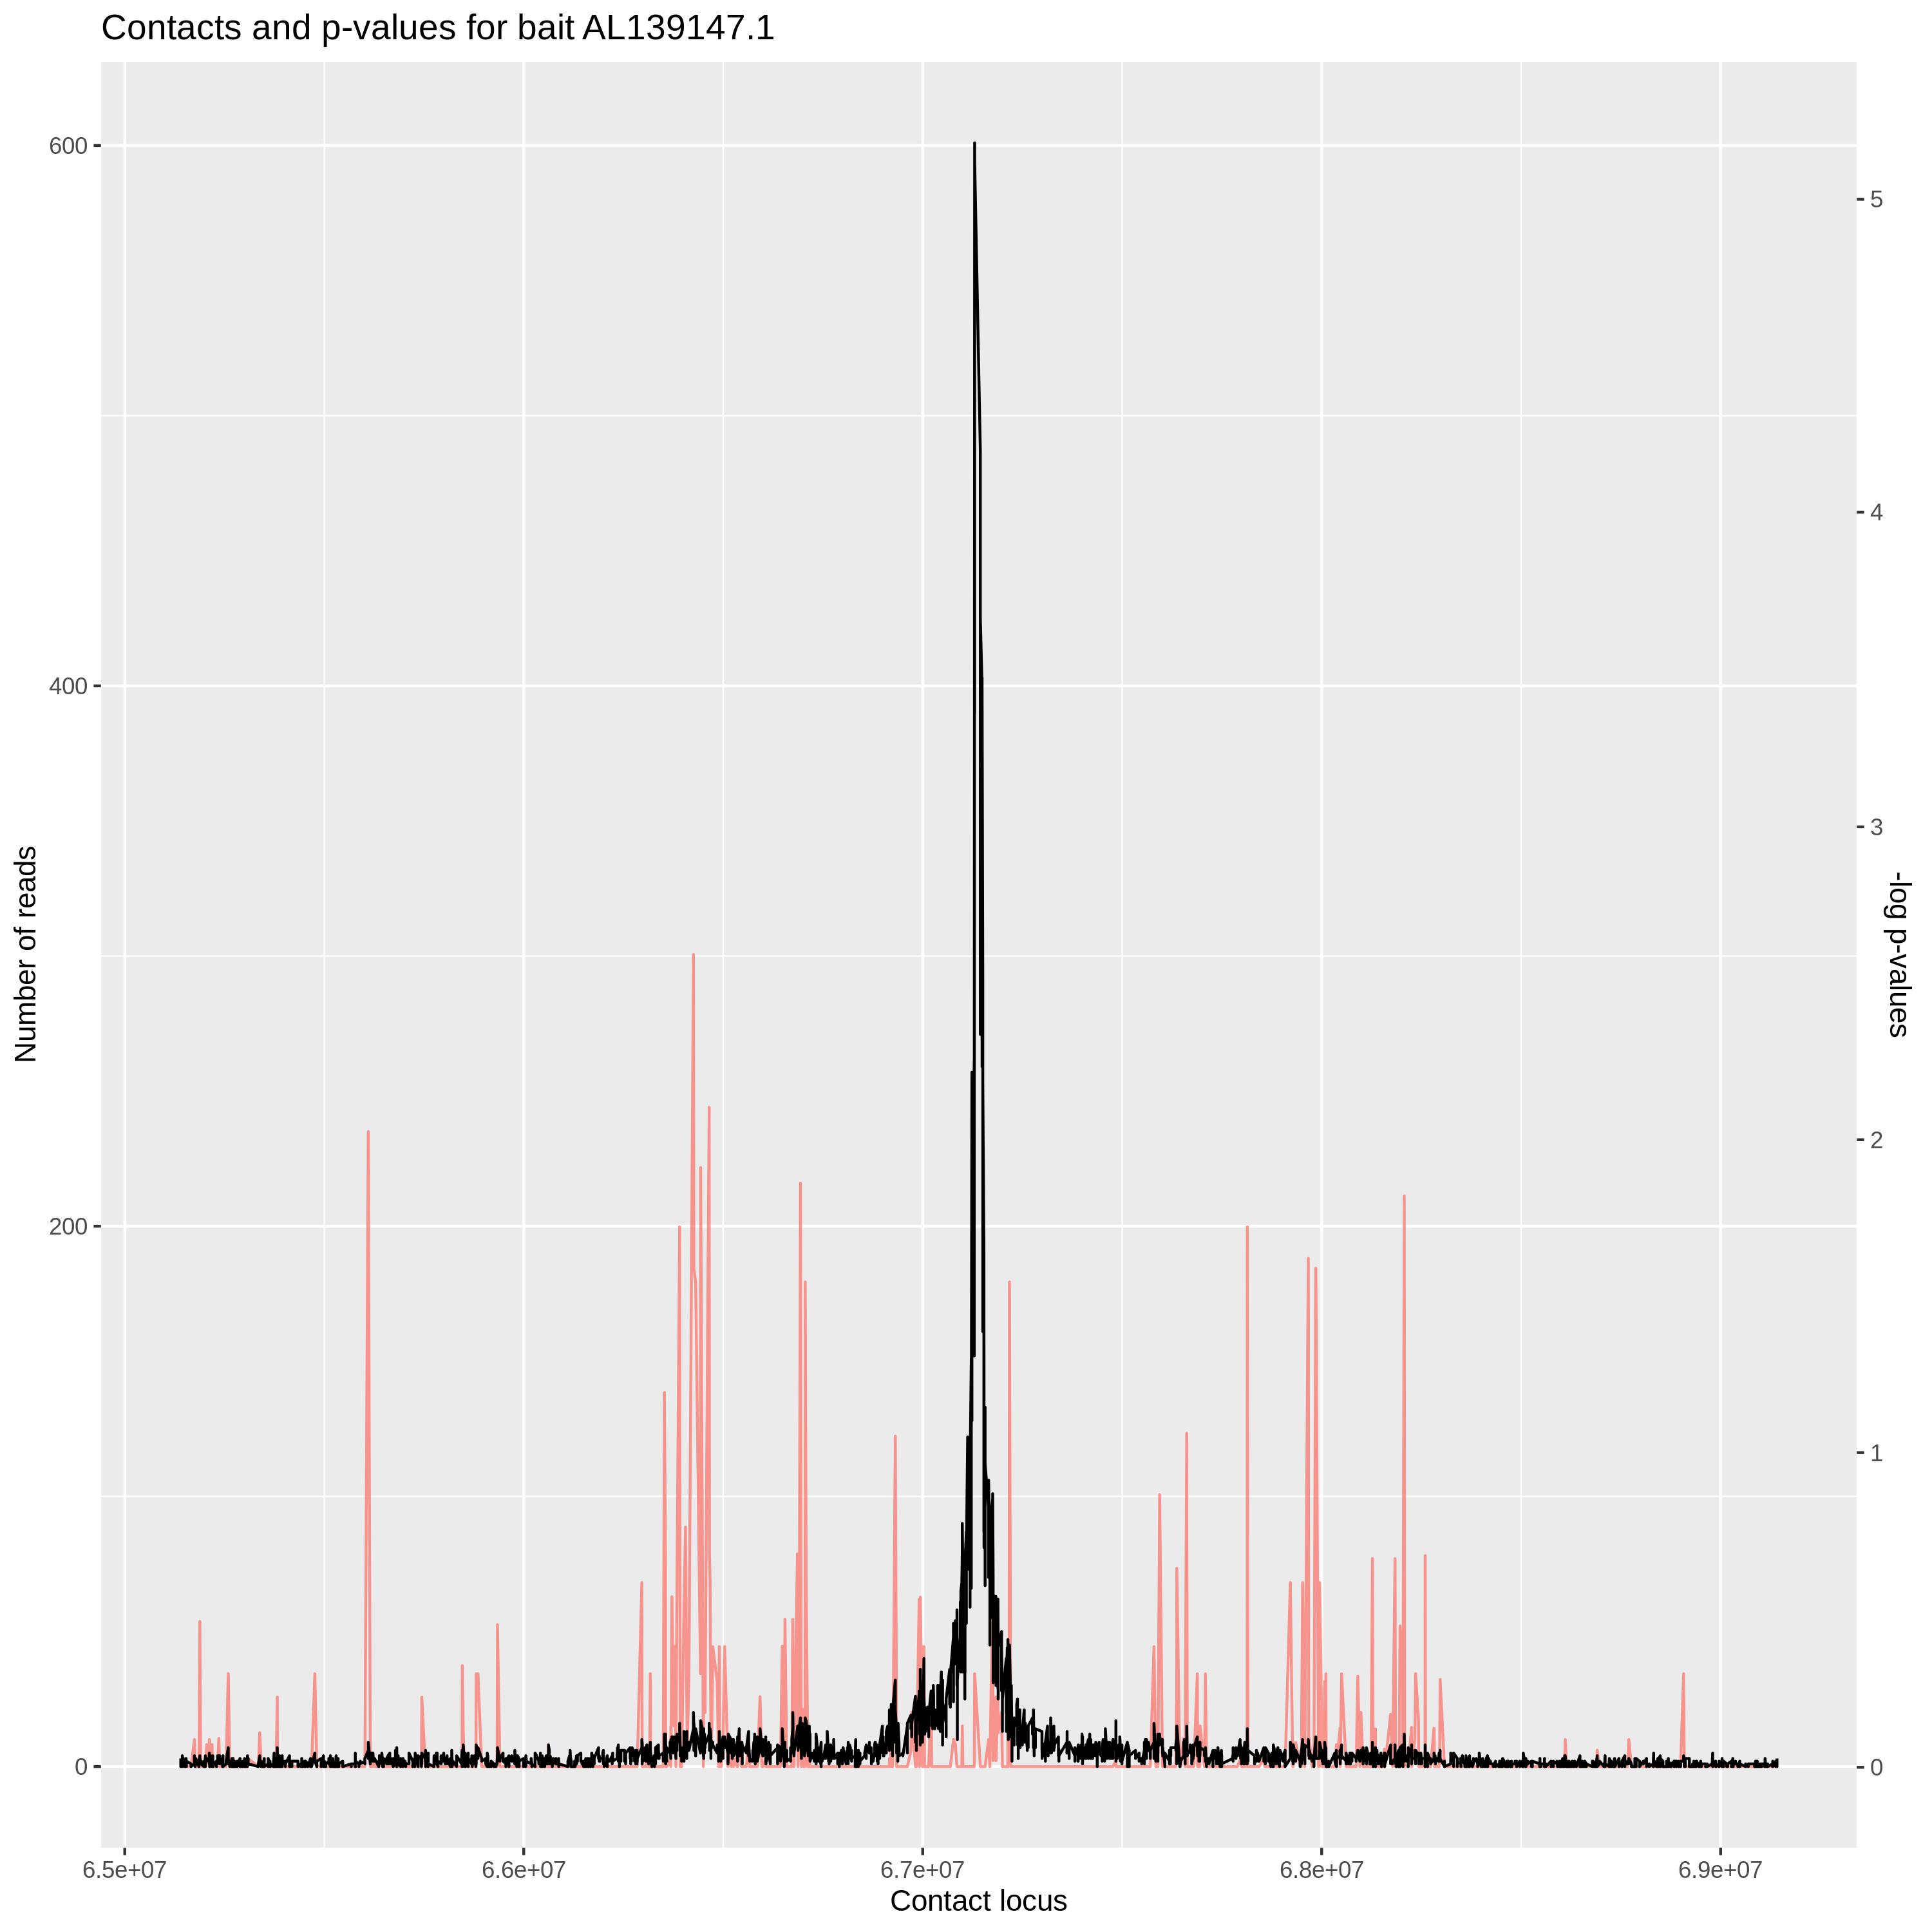 Contacts and p-values for bait AL139147.1
600
400
200
0
Number of reads
5
4
3
2
1
0
-log p-values
6.5e+07
6.6e+07
6.7e+07
6.8e+07
6.9e+07
Contact locus